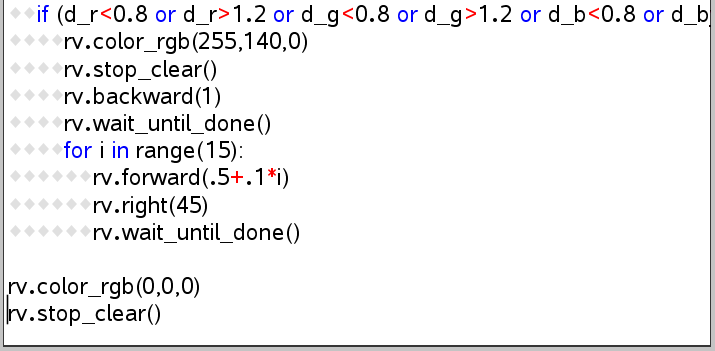 if (d_r<0.8 or d_r>1.2 or d_g<0.8 or d_g>1.2 or d_b<0.8 or d_b
rv.color_rgb(255,140,0)
rv.stop_clear()
rv.backward(1)
rv.wait_until_done()
for i in range(15):
rv.forward(.5+.1*i)
rv.right(45)
rv.wait_until_done()
rv.color_rgb(0,0,0)
rv.stop_clear()